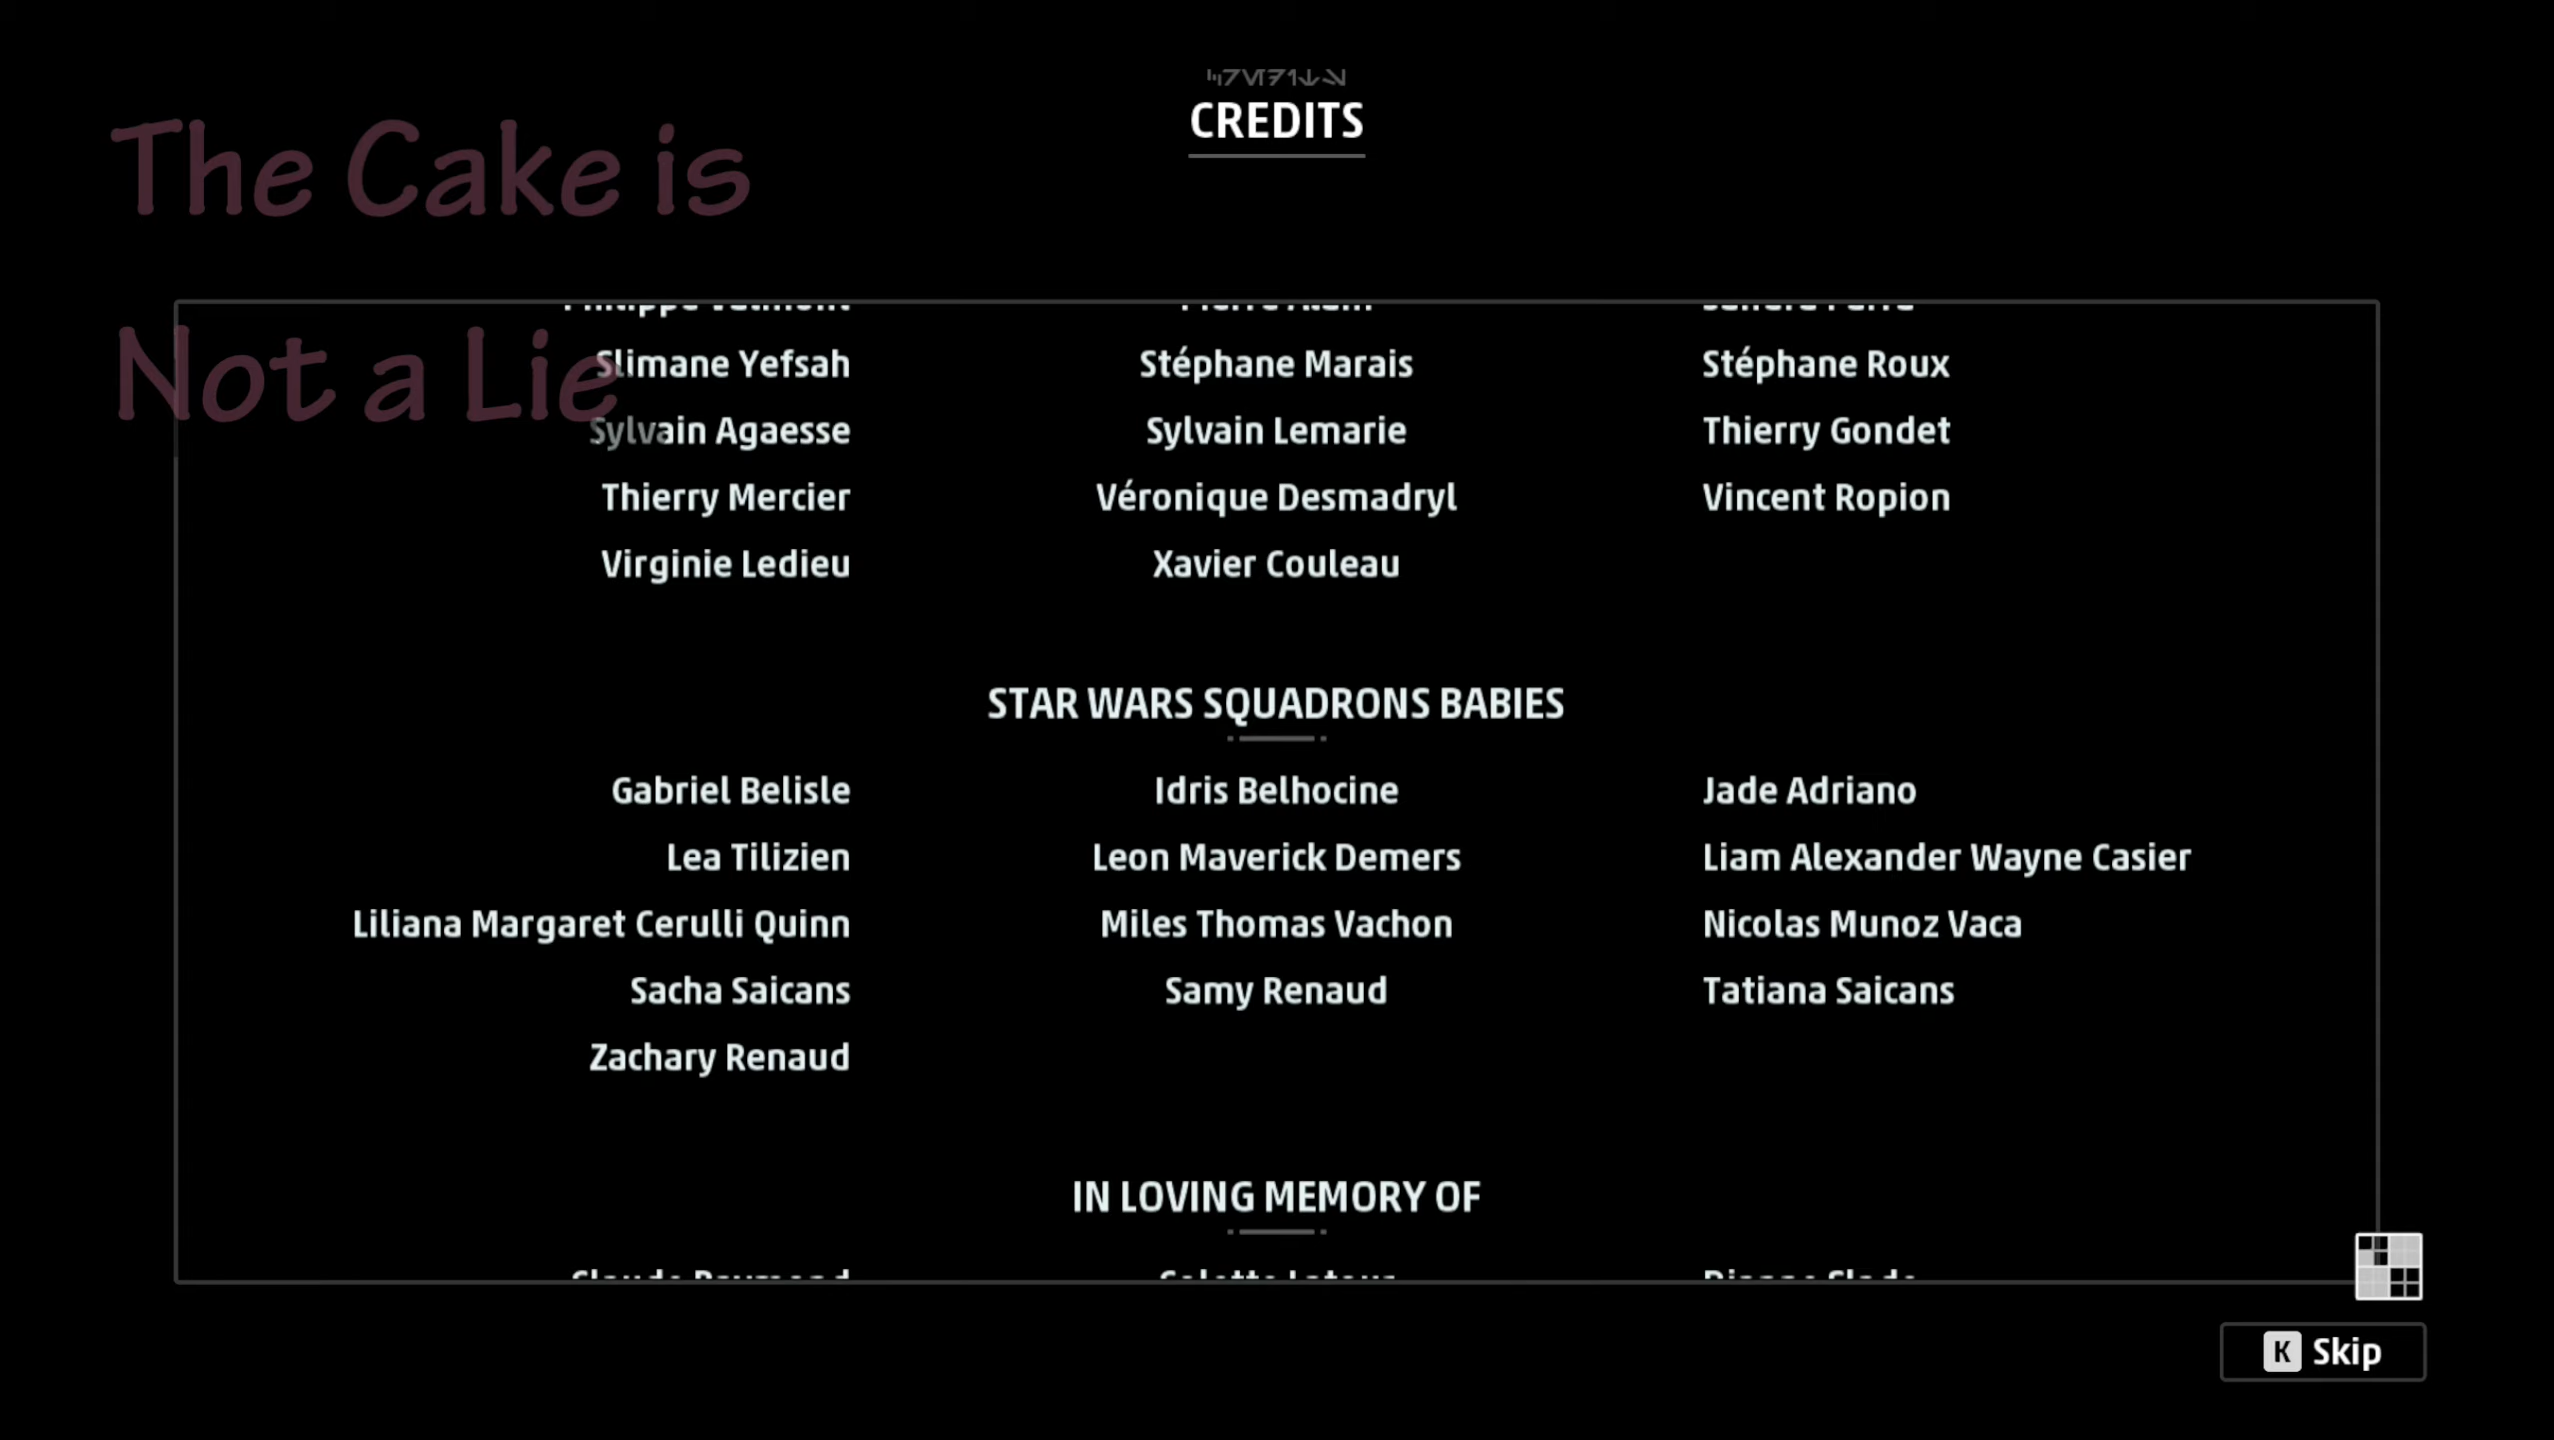 CREDITS
The Cake is
Not a Lie
Slimane Yefsah Stéphane Marais Stéphane Roux
Sylvain Agaesse Sylvain Lemarie Thierry Gondet
Thierry Mercier Véronique Desmadryl Vincent Ropion
Virginie Ledieu Xavier Couleau
STAR WARS SQUADRONS BABIES
Gabriel Belisle Idris Belhocine Jade Adriano
Lea Tilizien Leon Maverick Demers Liam Alexander Wayne Casier
Liliana Margaret Cerulli Quinn Miles Thomas Vachon Nicolas Munoz Vaca
Sacha Saicans Samy Renaud Tatiana Saicans
Zachary Renaud
IN LOVING MEMORY OF
K Skip